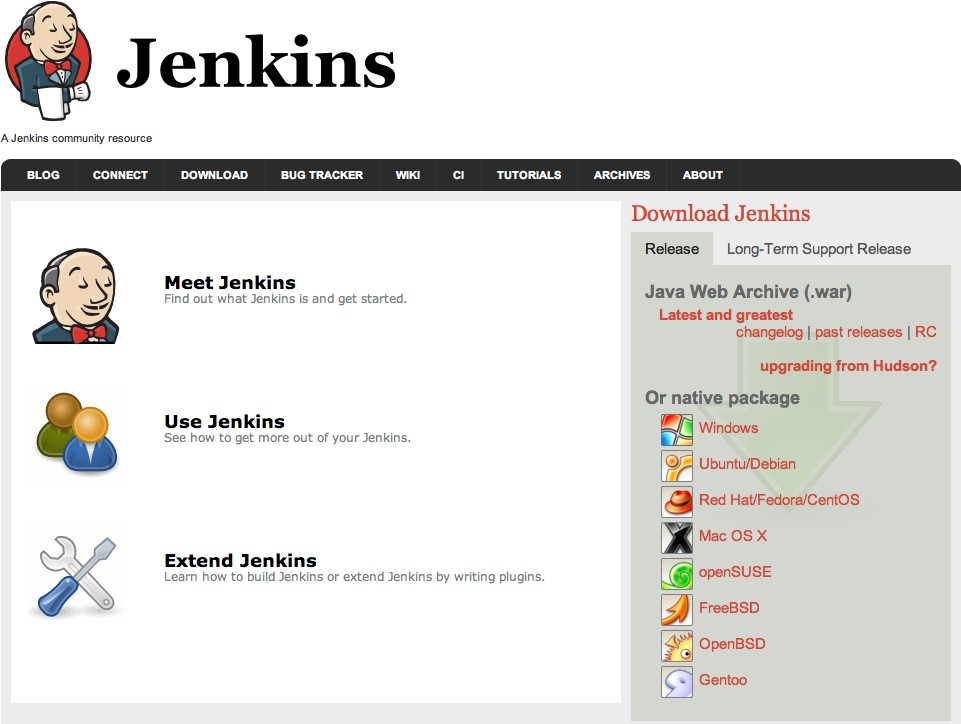 Jenkins
A Jenkins community resource
BLOG CONNECT DOWNLOAD BUG TRACKER WIKI CI TUTORIALS ARCHIVES ABOUT
Meet Jenkins
Find out what Jenkins is and get started.
Use Jenkins
See how to get more out of your Jenkins.
Extend Jenkins
Learn how to build Jenkins or extend Jenkins by writing plugins.
Download Jenkins
Release Long-Term Support Release
Java Web Archive (.war)
Latest and greatest
changelog | past releases | RC
upgrading from Hudson?
Or native package
Windows
Ubuntu/Debian
Red Hat/Fedora/CentOS
Mac OS X
openSUSE
FreeBSD
OpenBSD
Gentoo